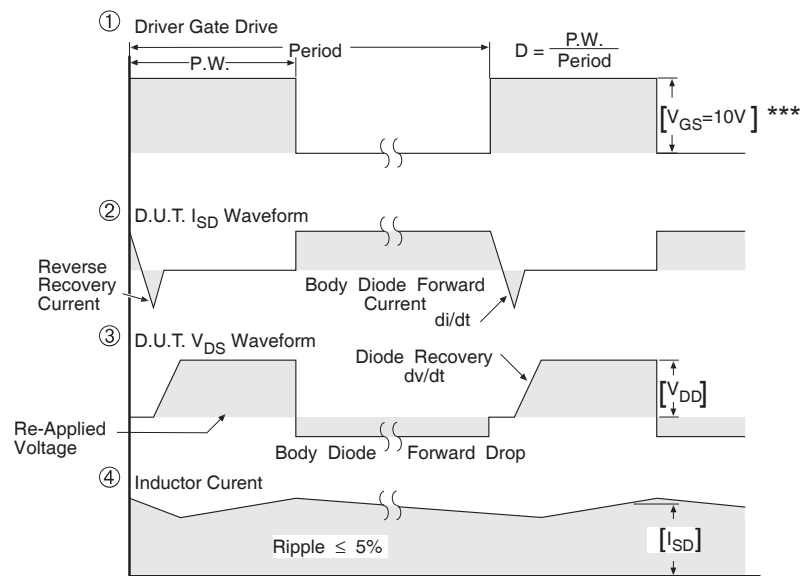 ① Driver Gate Drive
P.W.
Period
D = P.W.
Period
[VGS=10V] ***
② D.U.T. ISD Waveform
Reverse
Recovery
Current
Body Diode Forward
Current
di/dt
③ D.U.T. VDS Waveform
Diode Recovery
dv/dt
[VDD]
Re-Applied
Voltage
Body Diode Forward Drop
④ Inductor Curent
Ripple ≤ 5%
[ISD]